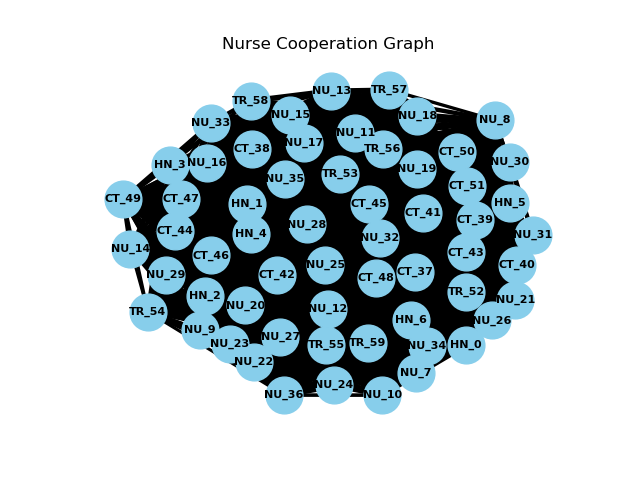 Nurse Cooperation Graph
TR_57
NU_13
TR_58
NU_15
NU_18
NU_8
NU_33
NU_11
NU_17
CT_38
TR_56
CT_50
NU_30
HN_3
NU_16
NU_19
TR_53
NU_35
CT_51
CT_49
CT_47
HN_1
CT_45
HN_5
CT_41
CT_39
NU_28
CT_44
HN_4
NU_32
NU_31
NU_14
CT_46
CT_43
NU_25
CT_40
NU_29
CT_42
CT_48
CT_37
HN_2
TR_52
NU_21
NU_20
TR_54
NU_12
HN_6
NU_26
NU_9
NU_27
NU_23
TR_55
TR_59
NU_34
HN_0
NU_22
NU_7
NU_24
NU_36
NU_10